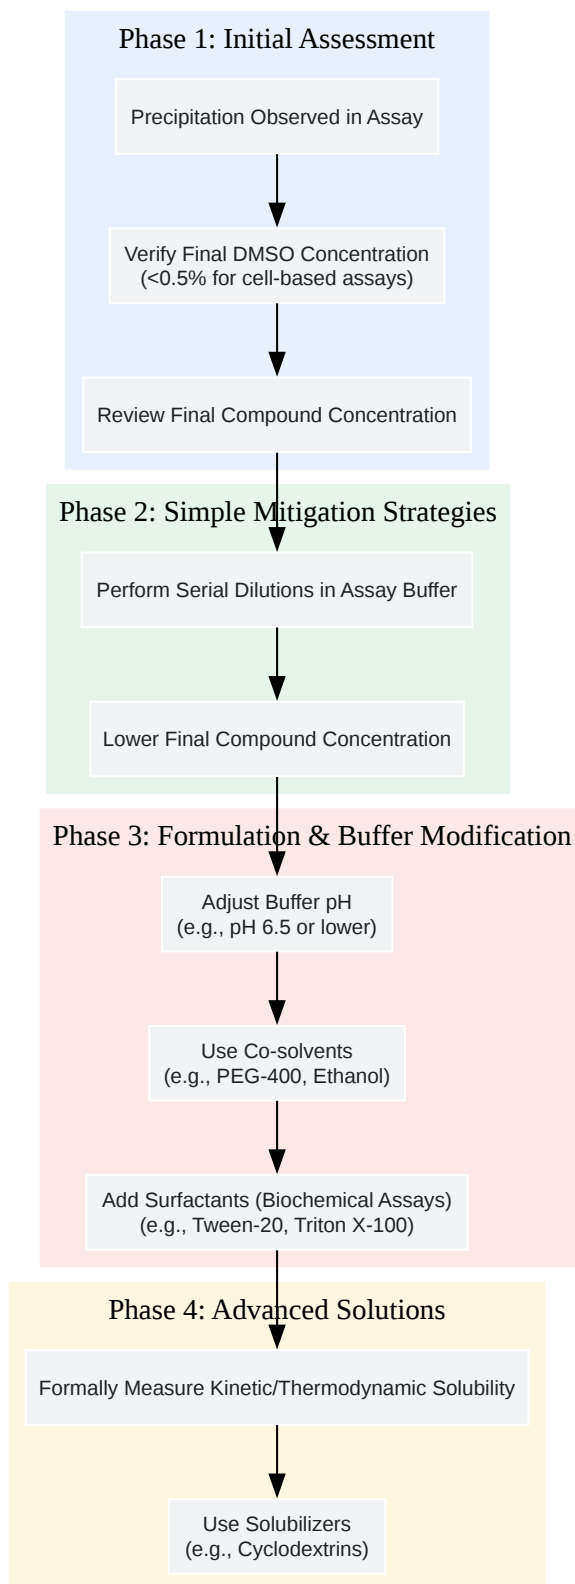 Phase 1: Initial Assessment
Precipitation Observed in Assay
Verify Final DMSO Concentration
(<0.5% for cell-based assays)
Review Final Compound Concentration
Phase 2: Simple Mitigation Strategies
Perform Serial Dilutions in Assay Buffer
Lower Final Compound Concentration
Phase 3: Formulation & Buffer Modification
Adjust Buffer pH
(e.g., pH 6.5 or lower)
Use Co-solvents
(e.g., PEG-400, Ethanol)
Add Surfactants (Biochemical Assays)
(e.g., Tween-20, Triton X-100)
Phase 4: Advanced Solutions
Formally Measure Kinetic/Thermodynamic Solubility
Use Solubilizers
(e.g., Cyclodextrins)